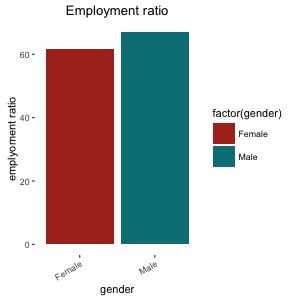 Employment ratio
60
40
20
0
emplyoment ratio
Female
Male
gender
factor(gender)
Female
Male